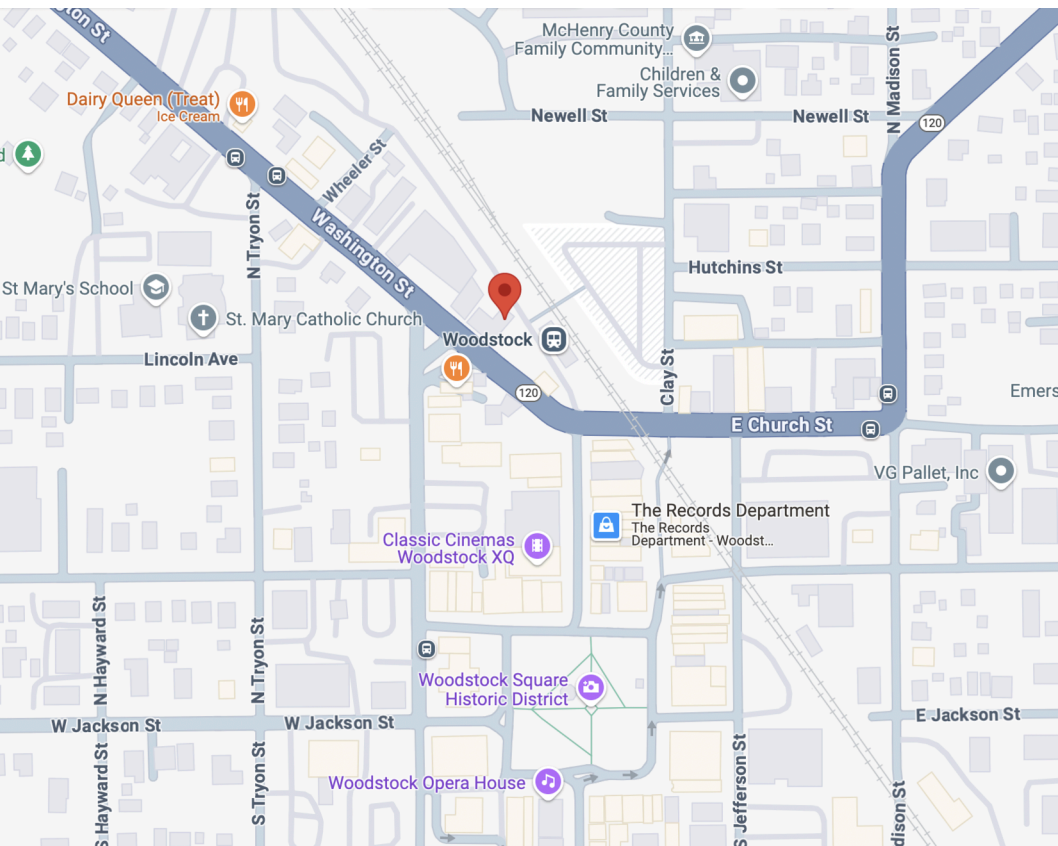 gton St
McHenry County
Family Community...
N Madison St
Children &
Family Services
Dairy Queen (Treat)
Ice Cream
Newell St
Newell St
120
d
Wheeler St
N Tryon St
Washington St
Hutchins St
St Mary's School
St. Mary Catholic Church
Woodstock
Lincoln Ave
Clay St
120
Emers
E Church St
VG Pallet, Inc
The Records Department
The Records
Department - Woodst...
Classic Cinemas
Woodstock XQ
N Hayward St
N Tryon St
Woodstock Square
Historic District
W Jackson St
W Jackson St
E Jackson St
S Hayward St
S Tryon St
S Jefferson St
dison St
Woodstock Opera House